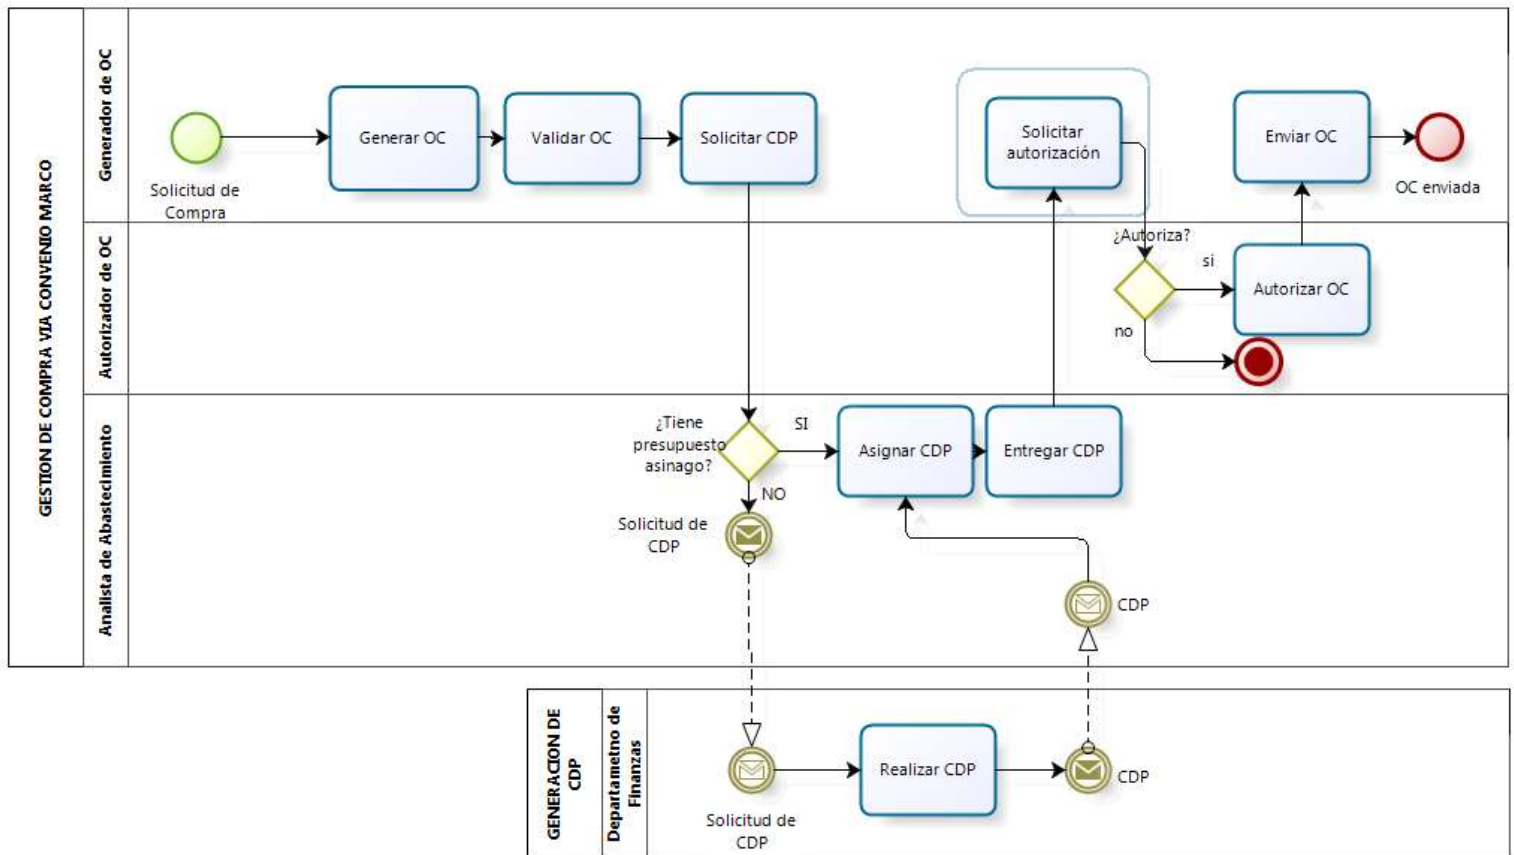 GESTION DE COMPRA VIA CONVENIO MARCO
Generador de OC
Solicitud de
Compra
Generar OC
Validar OC
Solicitar CDP
Solicitar
autorización
Enviar OC
OC enviada
Autorizador de OC
¿Autoriza?
si
no
Autorizar OC
Analista de Abastecimiento
¿Tiene
presupuesto
asinago?
SI
NO
Asignar CDP
Entregar CDP
Solicitud de
CDP
CDP
GENERACION DE
CDP
Departametno de
Finanzas
Solicitud de
CDP
Realizar CDP
CDP